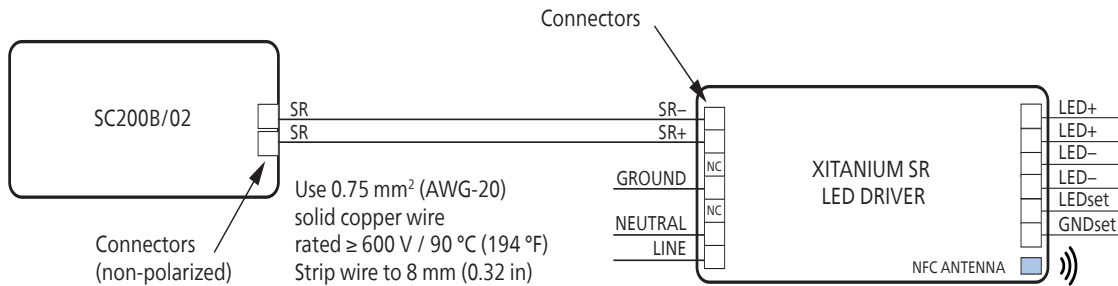 Connectors
SC200B/02
SR
SR
SR–
SR+
NC
GROUND
NC
NEUTRAL
LINE
Use 0.75 mm² (AWG-20)
solid copper wire
rated ≥ 600 V / 90 °C (194 °F)
Strip wire to 8 mm (0.32 in)
Connectors
(non-polarized)
XITANIUM SR
LED DRIVER
NFC ANTENNA
LED+
LED+
LED–
LED–
LEDset
GNDset